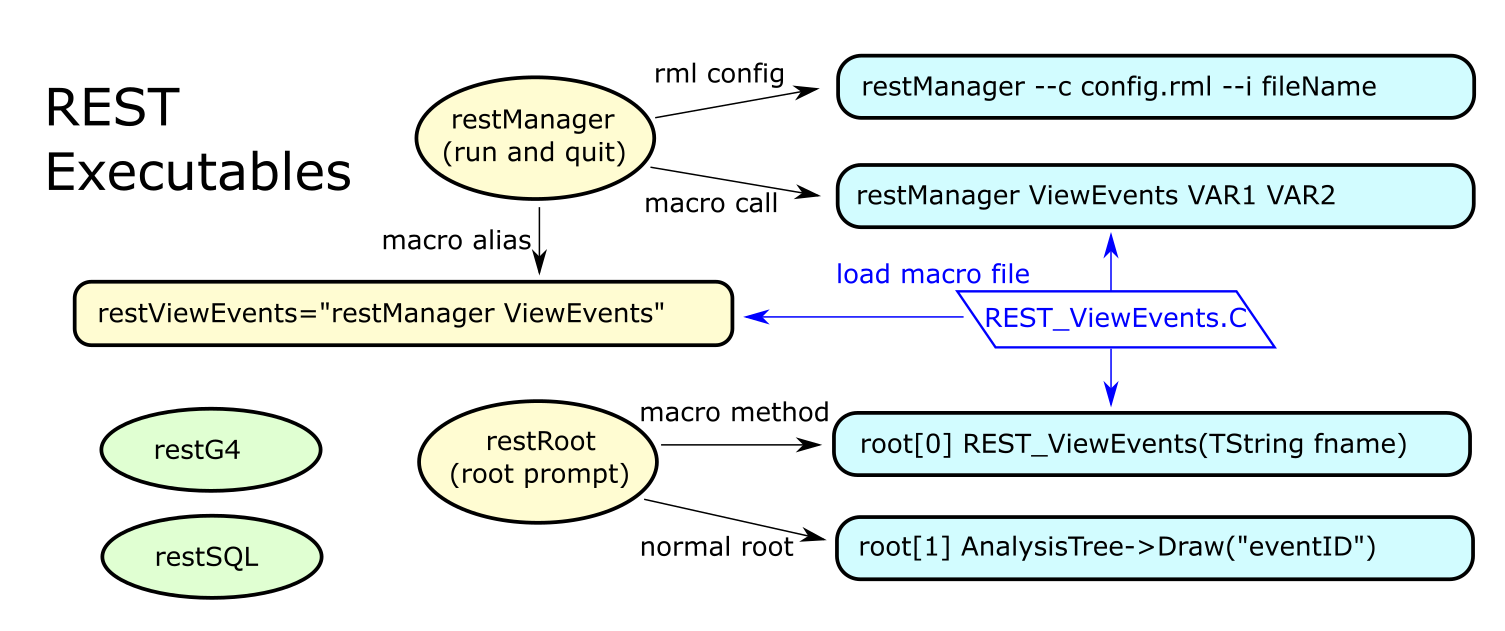 REST
Executables
restManager
(run and quit)
rml config
restManager --c config.rml --i fileName
macro call
restManager ViewEvents VAR1 VAR2
macro alias
restViewEvents="restManager ViewEvents"
load macro file
REST_ViewEvents.C
restG4
restSQL
restRoot
(root prompt)
macro method
root[0] REST_ViewEvents(TString fname)
normal root
root[1] AnalysisTree->Draw("eventID")